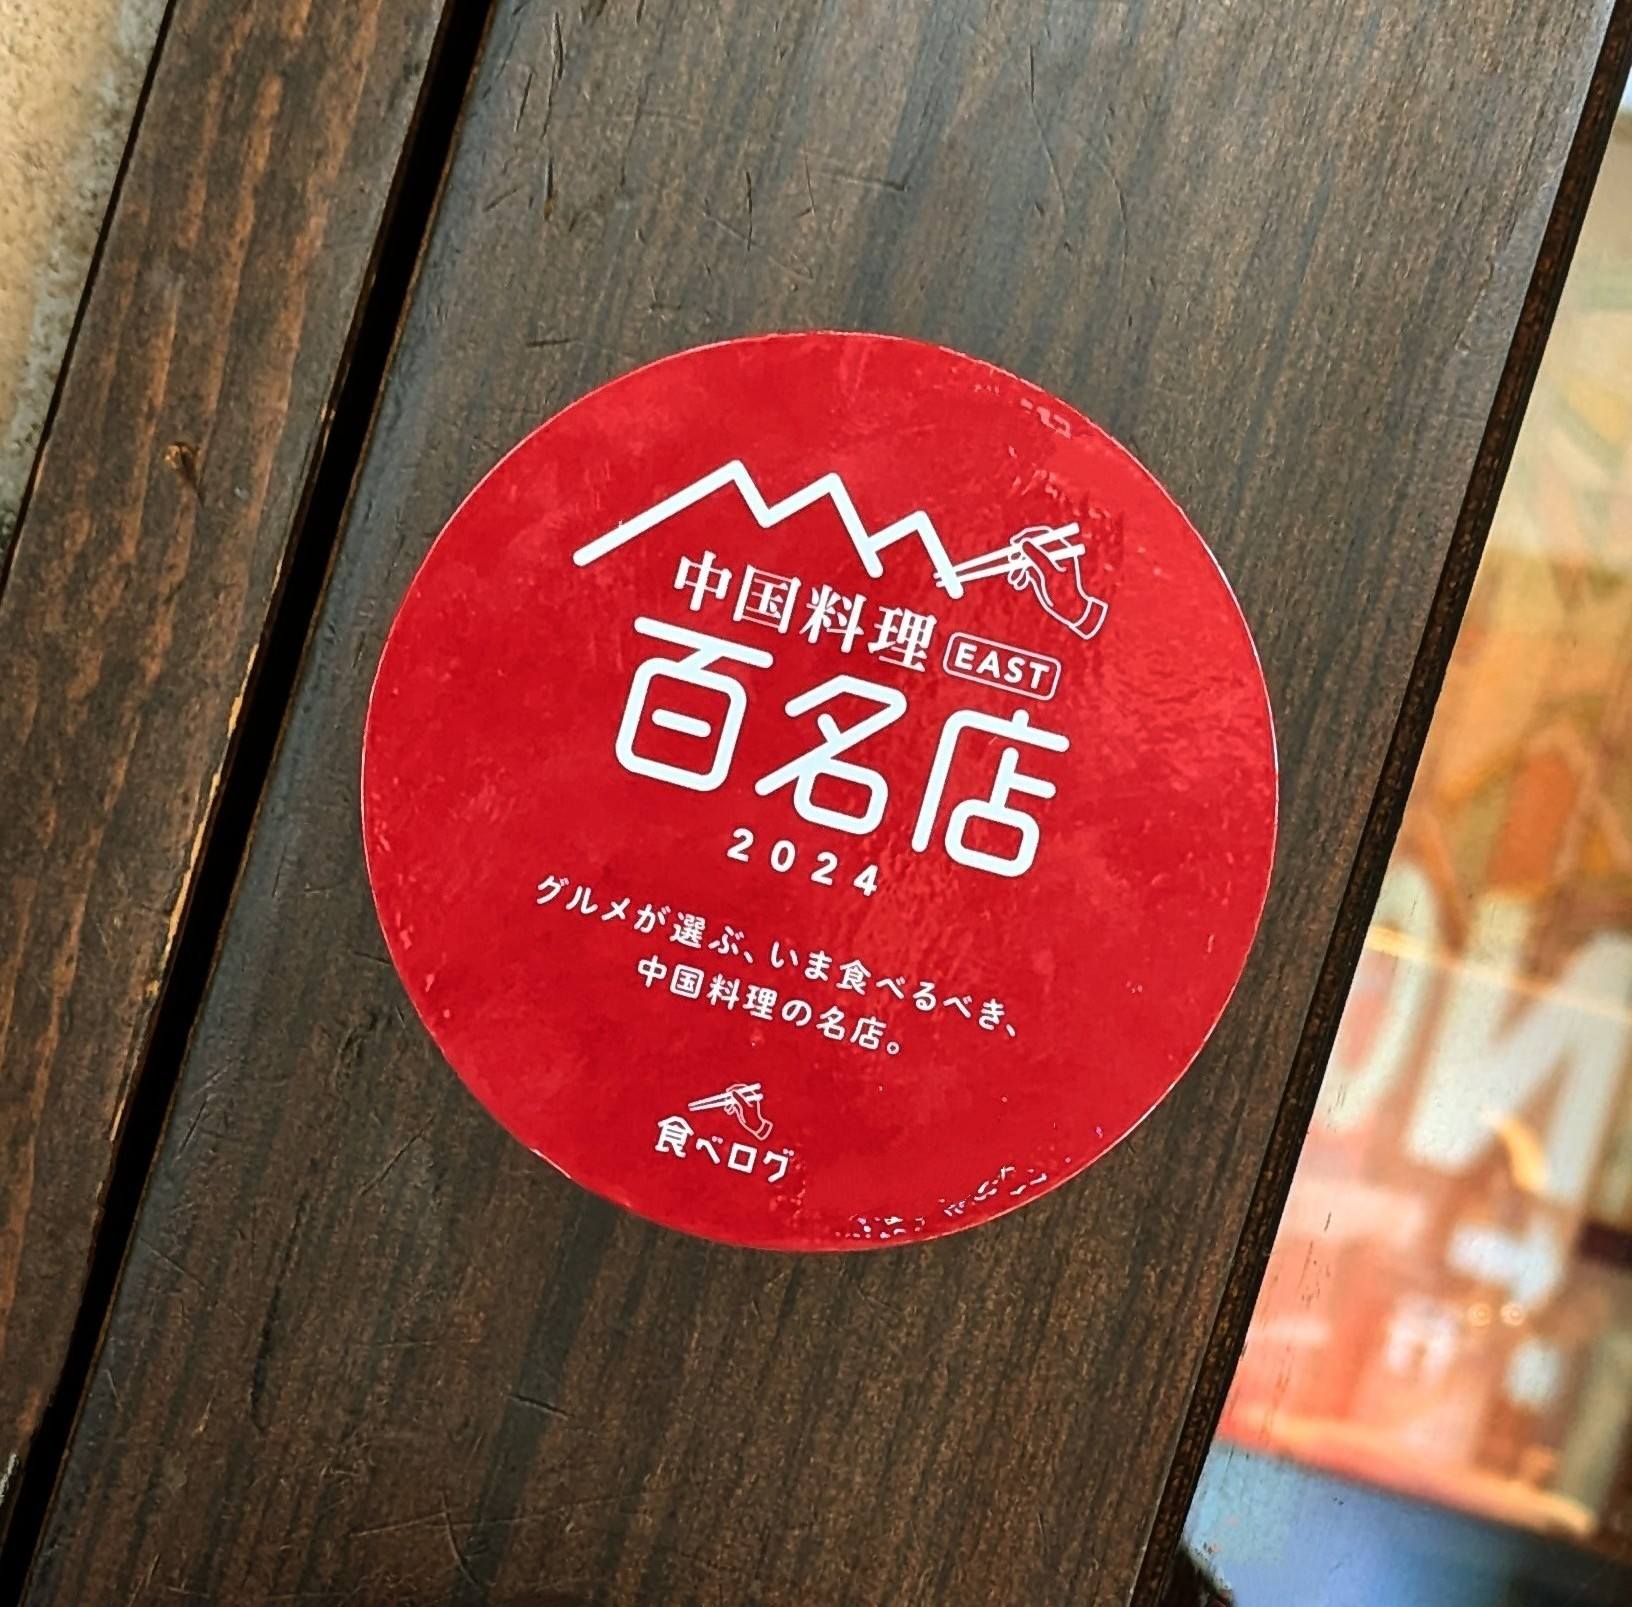 中国料理 EAST
百名店
2024
グルメが選ぶ、いま食べるべき、
中国料理の名店。
食べログ